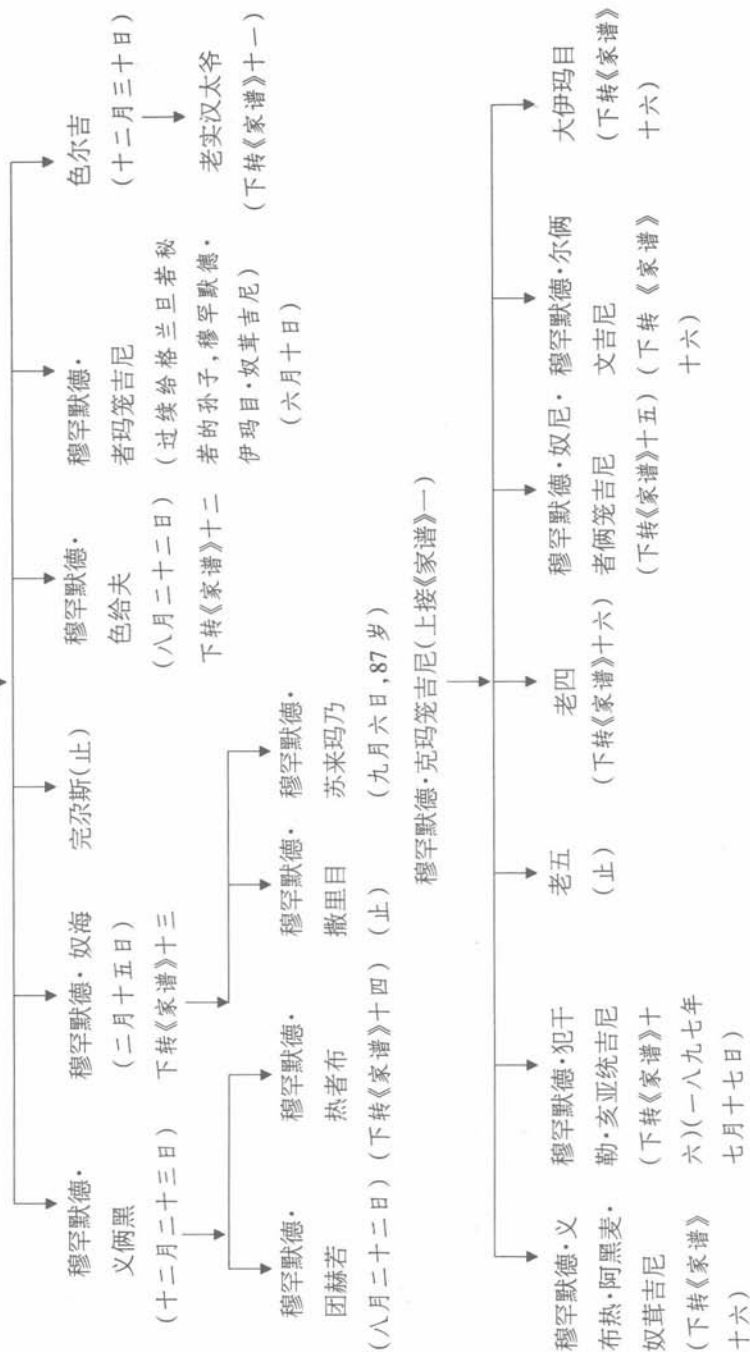 穆罕默德·
义俩黑
(十二月二十三日)
穆罕默德·奴海
(二月十五日)
下转《家谱》十三
完尕斯(止)
穆罕默德·
色给夫
(八月二十二日)
下转《家谱》十二
穆罕默德·
者玛笼吉尼
(过续给格兰旦若秘
若的孙子,穆罕默德·
伊玛目·奴茸吉尼)
(六月十日)
色尔吉
(十二月三十日)
老实汉太爷
(下转《家谱》十一)
穆罕默德·
团赫若
(八月二十二日)
穆罕默德·
热者布
(下转《家谱》十四)
穆罕默德·
撒里目
(止)
穆罕默德·
苏来玛乃
(九月六日,87岁)
穆罕默德·克玛笼吉尼(上接《家谱》一)
穆罕默德·义
布热·阿黑麦·
奴茸吉尼
(下转《家谱》
十六)
穆罕默德·犯干
勒·亥亚统吉尼
(下转《家谱》十
六)(一八九七年
七月十七日)
老五
(止)
老四
(下转《家谱》十六)
穆罕默德·奴尼·
者俩笼吉尼
(下转《家谱》十五)
穆罕默德·尔俩
文吉尼
(下转《家谱》
十六)
大伊玛目
(下转《家谱》
十六)